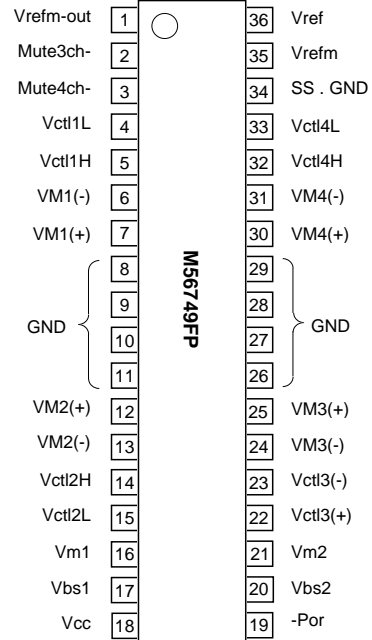 Vrefm-out 1 36 Vref
Mute3ch- 2 35 Vrefm
Mute4ch- 3 34 SS . GND
Vctl1L 4 33 Vctl4L
Vctl1H 5 32 Vctl4H
VM1(-) 6 31 VM4(-)
VM1(+) 7 30 VM4(+)
8 29
9 28
GND GND
10 27
11 26
M56749FP
VM2(+) 12 25 VM3(+)
VM2(-) 13 24 VM3(-)
Vctl2H 14 23 Vctl3(-)
Vctl2L 15 22 Vctl3(+)
Vm1 16 21 Vm2
Vbs1 17 20 Vbs2
Vcc 18 19 -Por